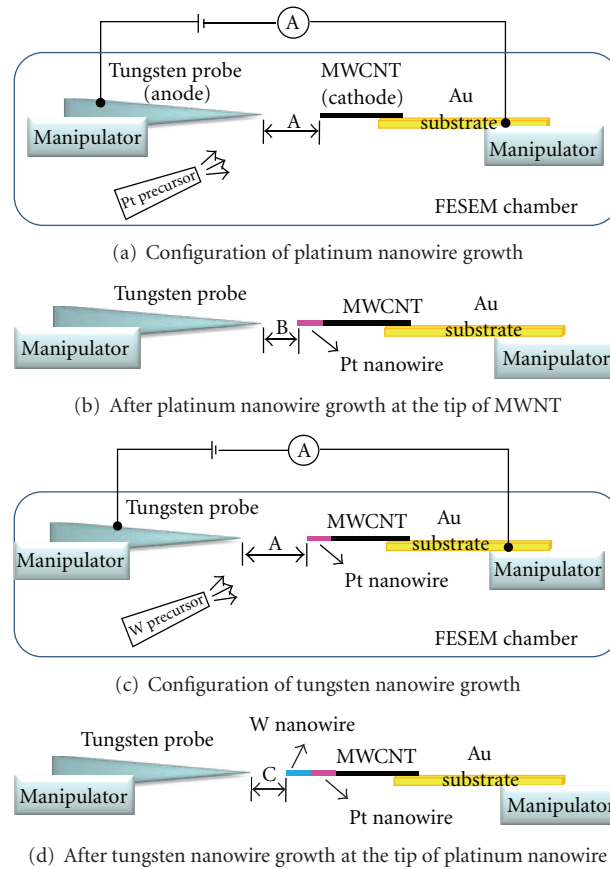 A
Tungsten probe
(anode)
MWCNT
(cathode)
Au
substrate
A
Manipulator
Manipulator
Pt precursor
FESEM chamber
(a) Configuration of platinum nanowire growth
Tungsten probe
MWCNT
Au
substrate
B
Manipulator
Manipulator
Pt nanowire
(b) After platinum nanowire growth at the tip of MWNT
A
Tungsten probe
MWCNT
Au
substrate
A
Manipulator
Manipulator
Pt nanowire
W precursor
FESEM chamber
(c) Configuration of tungsten nanowire growth
W nanowire
Tungsten probe
MWCNT
Au
substrate
C
Manipulator
Manipulator
Pt nanowire
(d) After tungsten nanowire growth at the tip of platinum nanowire